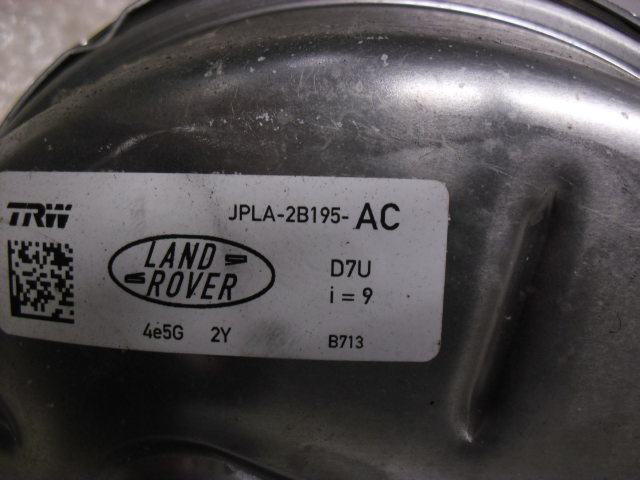 TRW
JPLA-2B195-AC
LAND
ROVER
D7U
i = 9
4e5G 2Y
B713